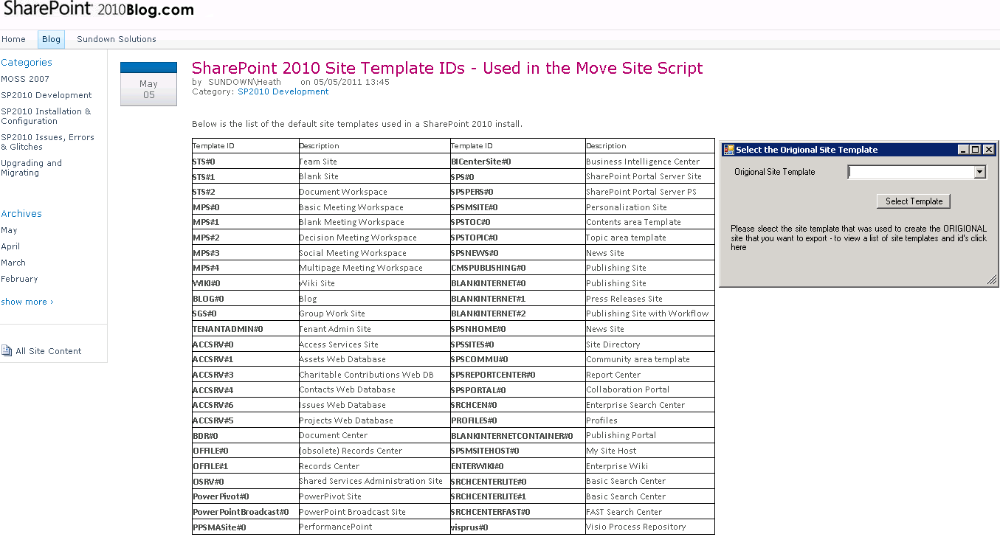 SharePoint 2010Blog.com
Home Blog Sundown Solutions
Categories
MOSS 2007
SP2010 Development
SP2010 Installation &
Configuration
SP2010 Issues, Errors
& Glitches
Upgrading and
Migrating
Archives
May
April
March
February
show more ›
All Site Content
May
05
SharePoint 2010 Site Template IDs - Used in the Move Site Script
by SUNDOWN\Heath on 05/05/2011 13:45
Category: SP2010 Development
Below is the list of the default site templates used in a SharePoint 2010 install.
Template ID Description Template ID Description
STS#0 Team Site BICenterSite#0 Business Intelligence Center
STS#1 Blank Site SPS#0 SharePoint Portal Server Site
STS#2 Document Workspace SPSPERS#0 SharePoint Portal Server PS
MPS#0 Basic Meeting Workspace SPSMSITE#0 Personalization Site
MPS#1 Blank Meeting Workspace SPSTOC#0 Contents area Template
MPS#2 Decision Meeting Workspace SPSTOPIC#0 Topic area template
MPS#3 Social Meeting Workspace SPSNEWS#0 News Site
MPS#4 Multipage Meeting Workspace CMSPUBLISHING#0 Publishing Site
WIKI#0 Wiki Site BLANKINTERNET#0 Publishing Site
BLOG#0 Blog BLANKINTERNET#1 Press Releases Site
SGS#0 Group Work Site BLANKINTERNET#2 Publishing Site with Workflow
TENANTADMIN#0 Tenant Admin Site SPSNHOME#0 News Site
ACCSRV#0 Access Services Site SPSSITES#0 Site Directory
ACCSRV#1 Assets Web Database SPSCOMMU#0 Community area template
ACCSRV#3 Charitable Contributions Web DB SPSREPORTCENTER#0 Report Center
ACCSRV#4 Contacts Web Database SPSPORTAL#0 Collaboration Portal
ACCSRV#6 Issues Web Database SRCHCEN#0 Enterprise Search Center
ACCSRV#5 Projects Web Database PROFILES#0 Profiles
BDR#0 Document Center BLANKINTERNETCONTAINER#0 Publishing Portal
OFFILE#0 (obsolete) Records Center SPSMSITEHOST#0 My Site Host
OFFILE#1 Records Center ENTERWIKI#0 Enterprise Wiki
OSRV#0 Shared Services Administration Site SRCHCENTERLITE#0 Basic Search Center
PowerPivot#0 PowerPivot Site SRCHCENTERLITE#1 Basic Search Center
PowerPointBroadcast#0 PowerPoint Broadcast Site SRCHCENTERFAST#0 FAST Search Center
PPSMASite#0 PerformancePoint visprus#0 Visio Process Repository
Select the Origional Site Template
Origional Site Template
Select Template
Please sleect the site template that was used to create the ORIGIONAL
site that you want to export - to view a list of site templates and id's click
here